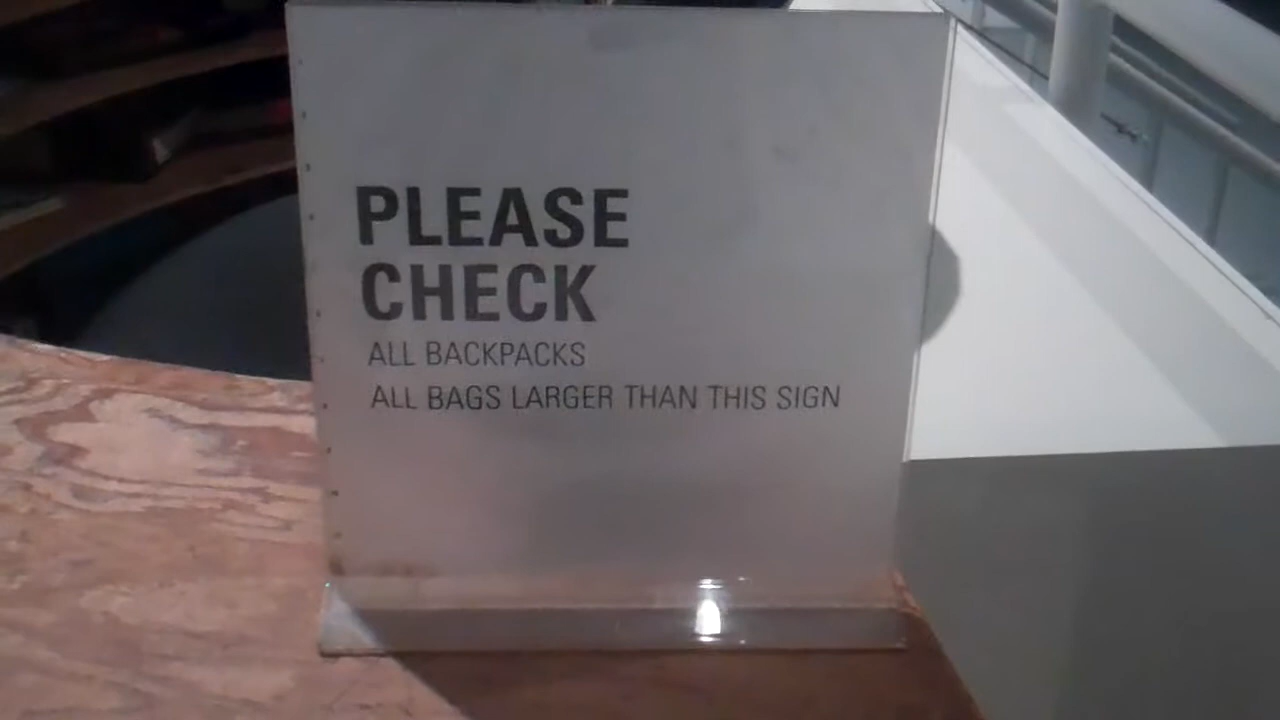 PLEASE
CHECK
ALL BACKPACKS
ALL BAGS LARGER THAN THIS SIGN